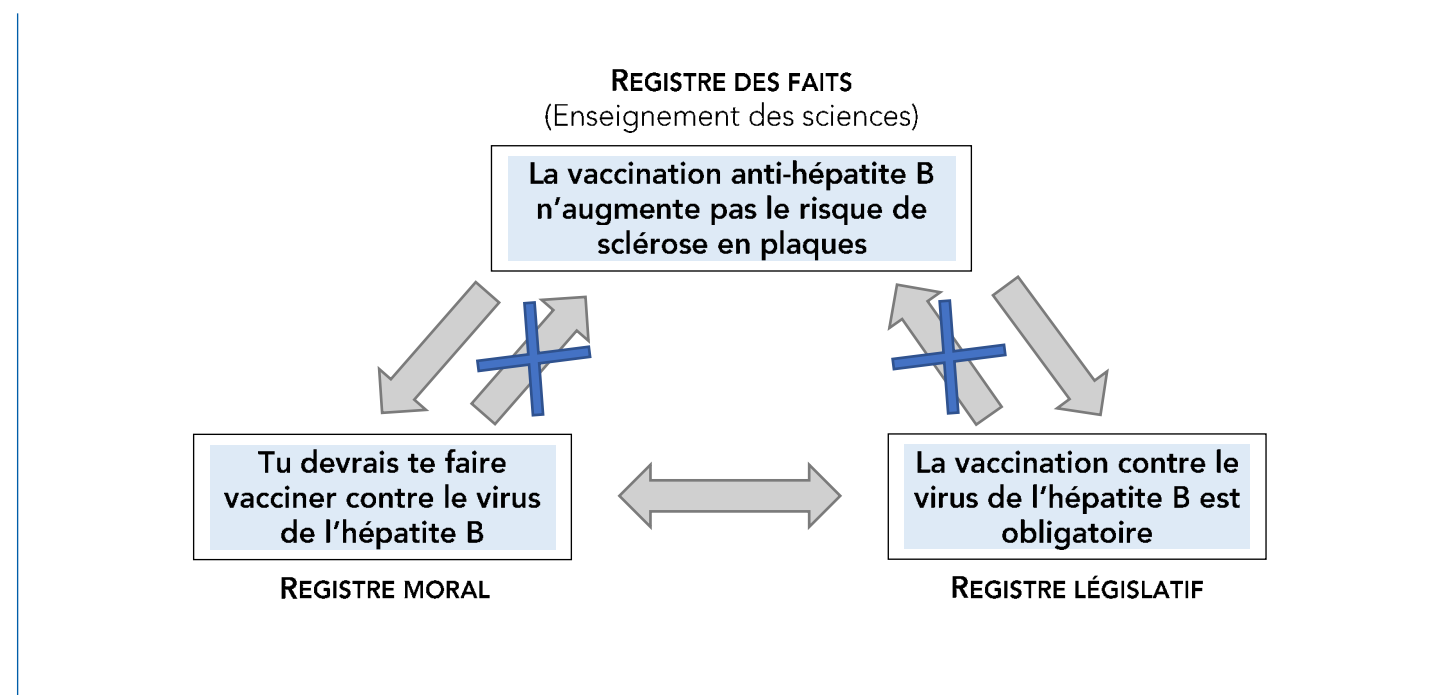 REGISTRE DES FAITS
(Enseignement des sciences)
La vaccination anti-hépatite B
n’augmente pas le risque de
sclérose en plaques
Tu devrais te faire
vacciner contre le virus
de l’hépatite B
REGISTRE MORAL
La vaccination contre le
virus de l’hépatite B est
obligatoire
REGISTRE LÉGISLATIF